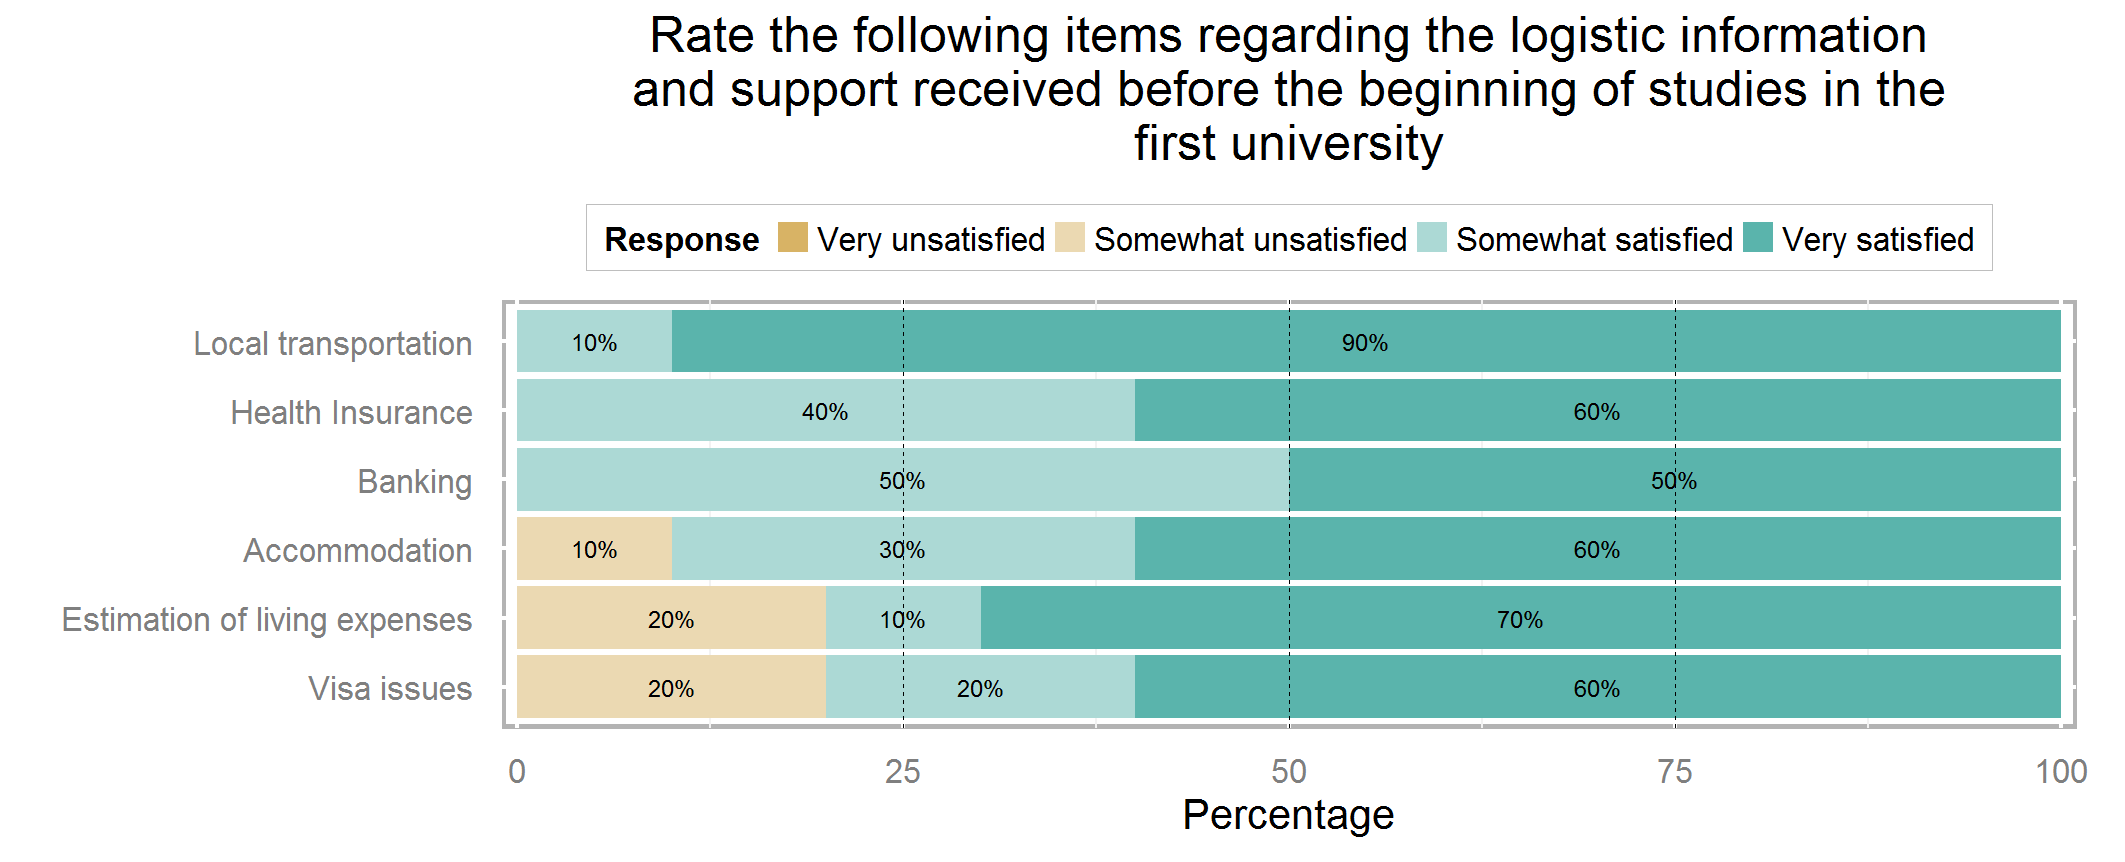 Rate the following items regarding the logistic information
and support received before the beginning of studies in the
first university
Response Very unsatisfied Somewhat unsatisfied Somewhat satisfied Very satisfied
Local transportation 10% 90%
Health Insurance 40% 60%
Banking 50% 50%
Accommodation 10% 30% 60%
Estimation of living expenses 20% 10% 70%
Visa issues 20% 20% 60%
0 25 50 75 100
Percentage